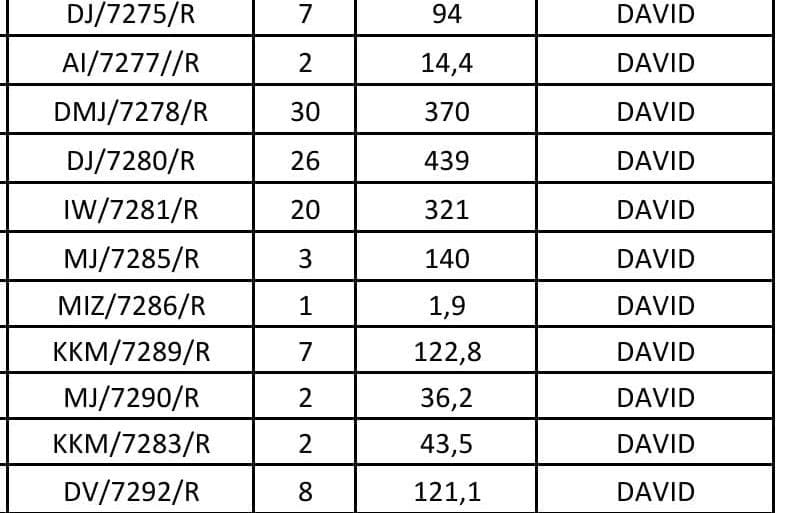 DJ/7275/R 7 94 DAVID
AI/7277//R 2 14,4 DAVID
DMJ/7278/R 30 370 DAVID
DJ/7280/R 26 439 DAVID
IW/7281/R 20 321 DAVID
MJ/7285/R 3 140 DAVID
MIZ/7286/R 1 1,9 DAVID
KKM/7289/R 7 122,8 DAVID
MJ/7290/R 2 36,2 DAVID
KKM/7283/R 2 43,5 DAVID
DV/7292/R 8 121,1 DAVID